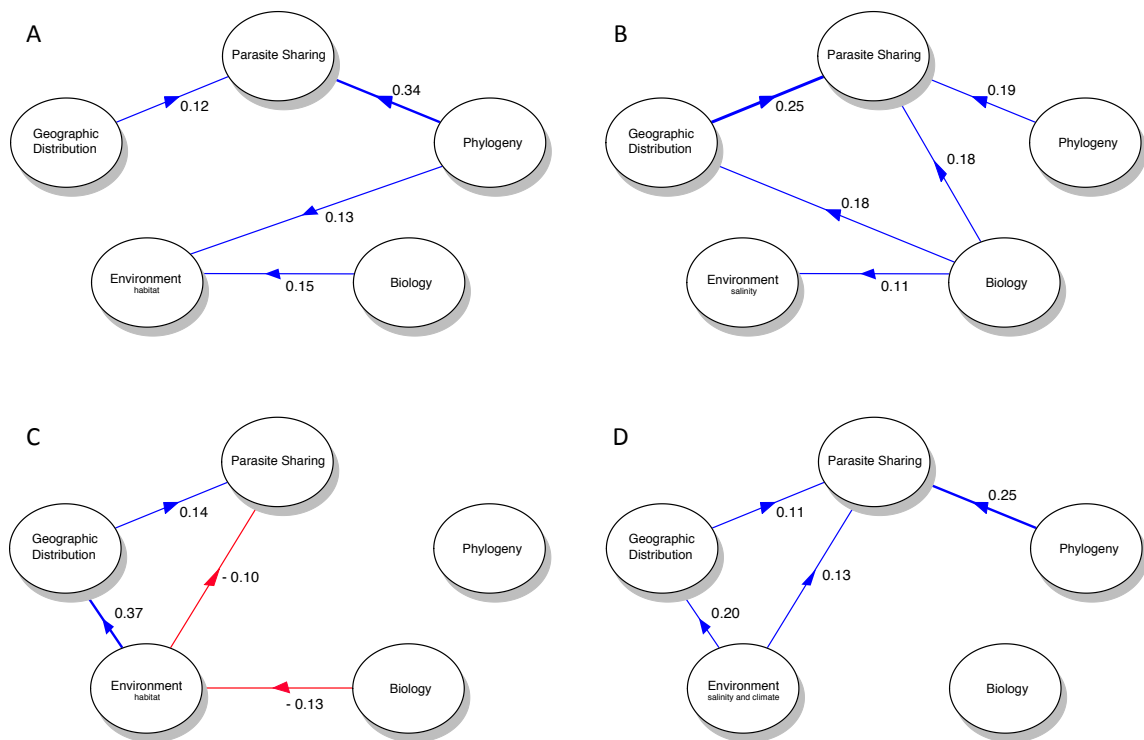 A
Parasite Sharing
0.12
0.34
Geographic
Distribution
Phylogeny
0.13
Environment
habitat
0.15
Biology
B
Parasite Sharing
0.25
0.19
Geographic
Distribution
Phylogeny
0.18
0.18
Environment
salinity
0.11
Biology
C
Parasite Sharing
0.14
Geographic
Distribution
Phylogeny
- 0.10
0.37
Environment
habitat
- 0.13
Biology
D
Parasite Sharing
0.11
0.25
Geographic
Distribution
Phylogeny
0.13
0.20
Environment
salinity and climate
Biology